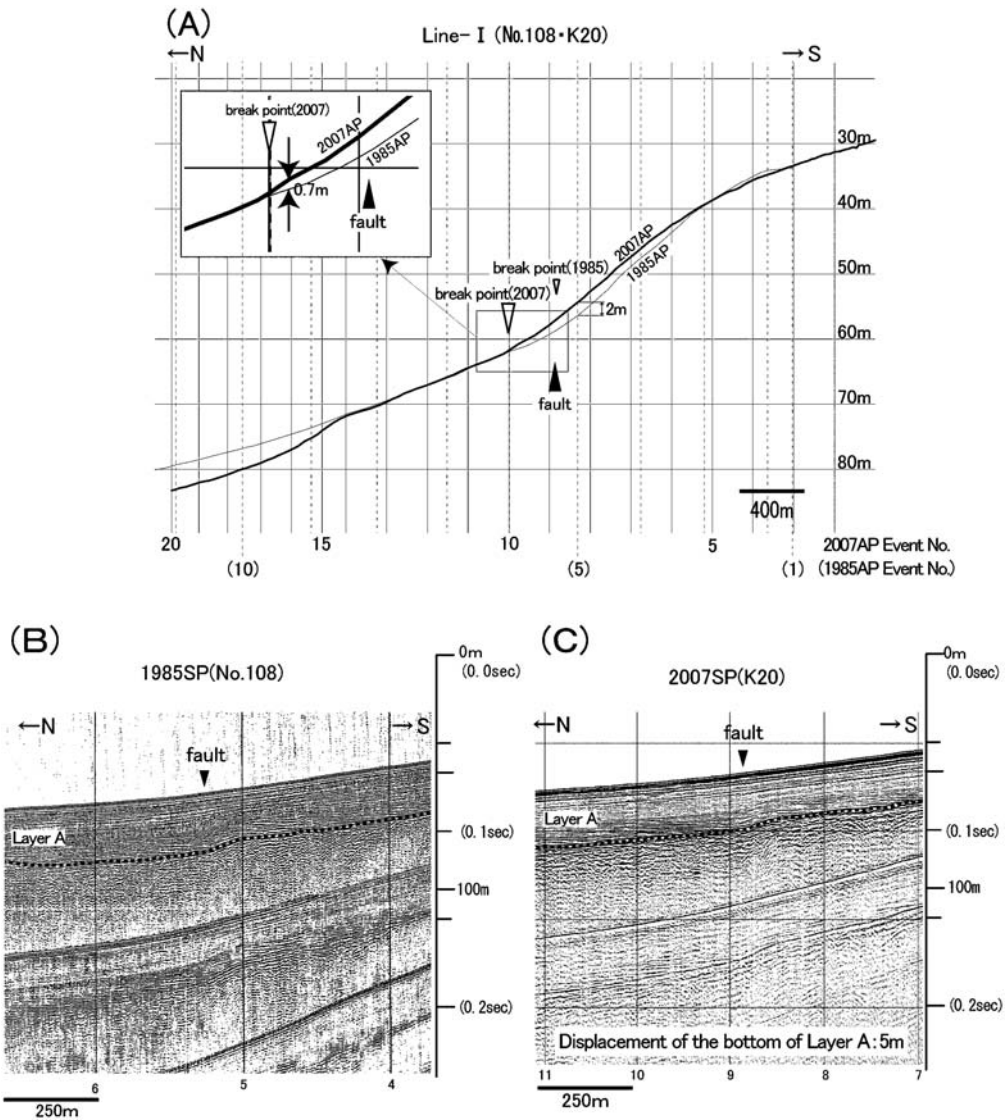 (A)
Line-Ⅰ (No.108・K20)
←N
→S
break point(2007)
2007AP
1985AP
0.7m
fault
30m
40m
50m
60m
70m
80m
2007AP
1985AP
break point(1985)
break point(2007)
2m
fault
400m
20 15 10 5 2007AP Event No.
(10) (5) (1) (1985AP Event No.)
(B)
1985SP(No.108)
←N
→S
fault
Layer A
0m
(0.0sec)
(0.1sec)
100m
(0.2sec)
6 5 4
250m
(C)
2007SP(K20)
←N
→S
fault
Layer A
0m
(0.0sec)
(0.1sec)
100m
(0.2sec)
Displacement of the bottom of Layer A:5m
11 10 9 8 7
250m